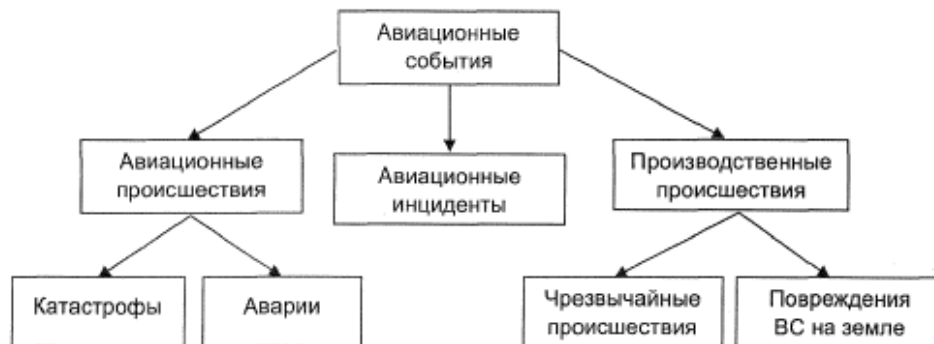 Авиационные
события
Авиационные
происшествия
Авиационные
инциденты
Производственные
происшествия
Катастрофы
Аварии
Чрезвычайные
происшествия
Повреждения
ВС на земле